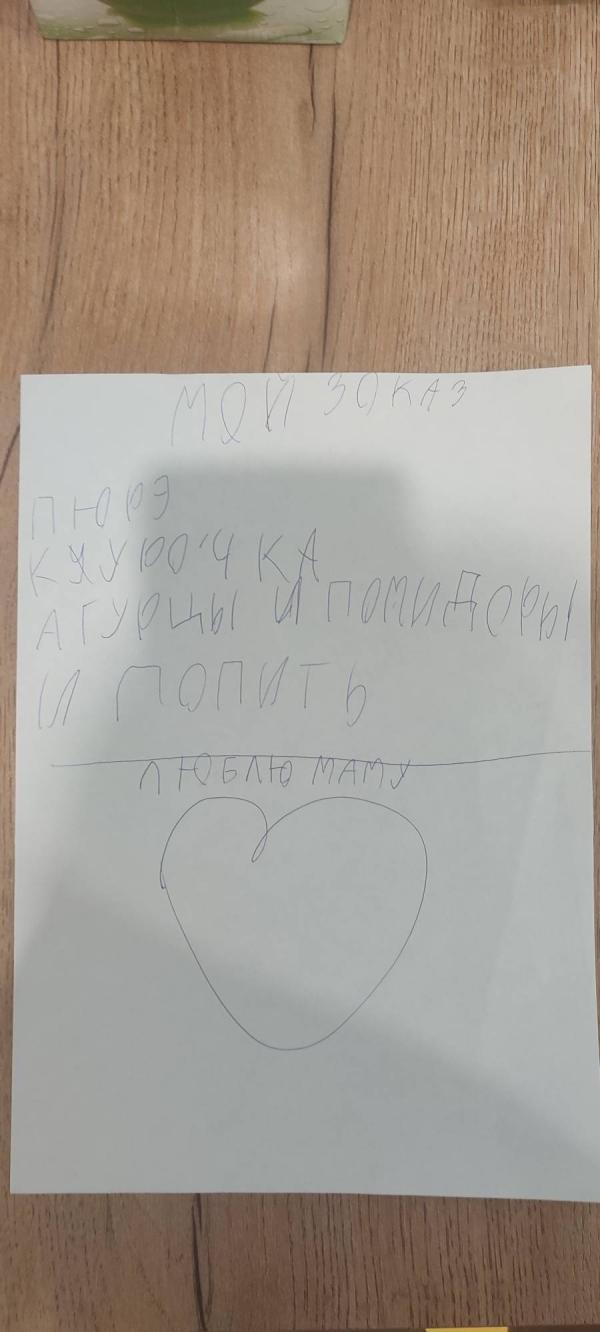 МОЙ ЗОКАЗ
ПЮРЭ
КУРОЧКА
АГУРЦЫ И ПОМИДОРЫ
И ПОПИТЬ
ЛЮБЛЮ МАМУ